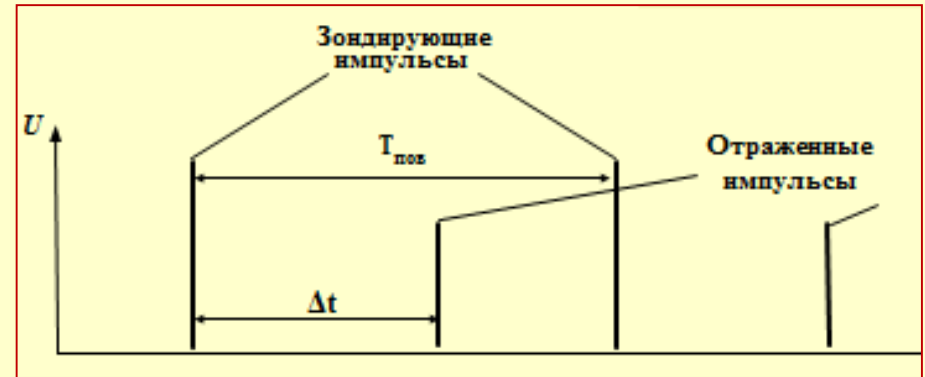 Зондирующие
импульсы
U
Tпов
Отраженные
импульсы
Δt